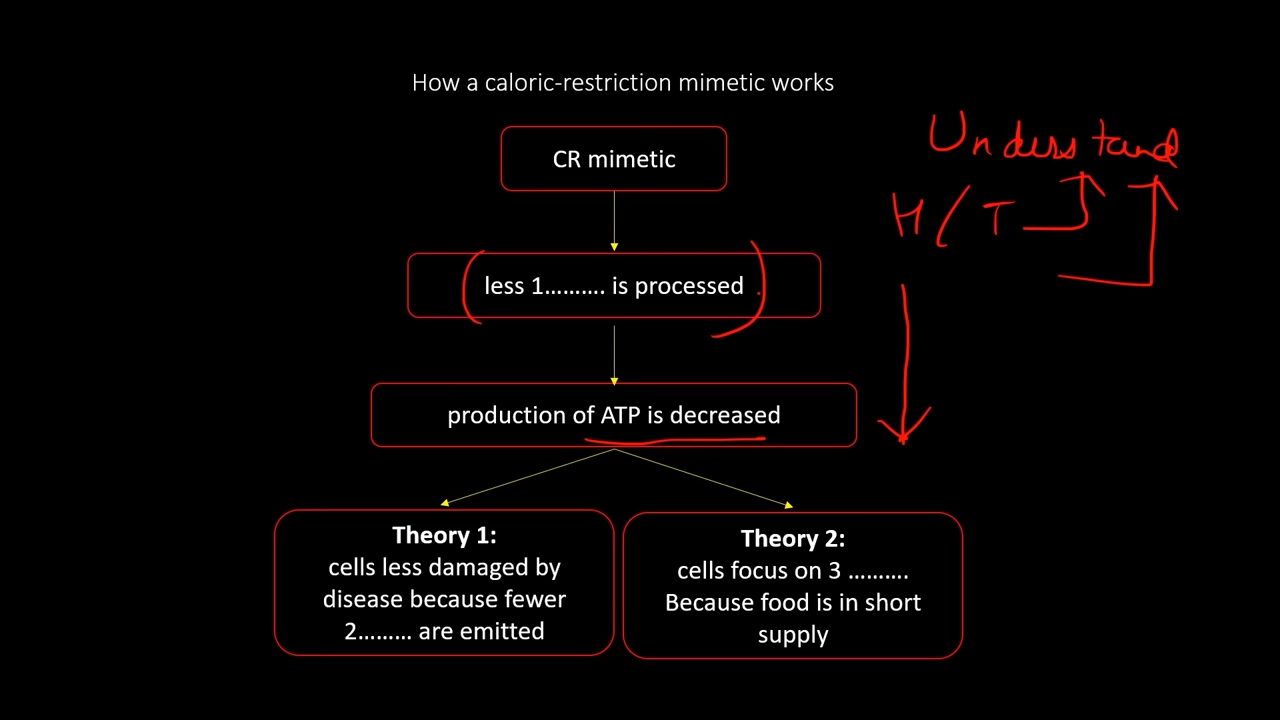 How a caloric-restriction mimetic works
CR mimetic
Understand
H/T
less 1.......... is processed
production of ATP is decreased
Theory 1:
cells less damaged by
disease because fewer
2......... are emitted
Theory 2:
cells focus on 3 ..........
Because food is in short
supply